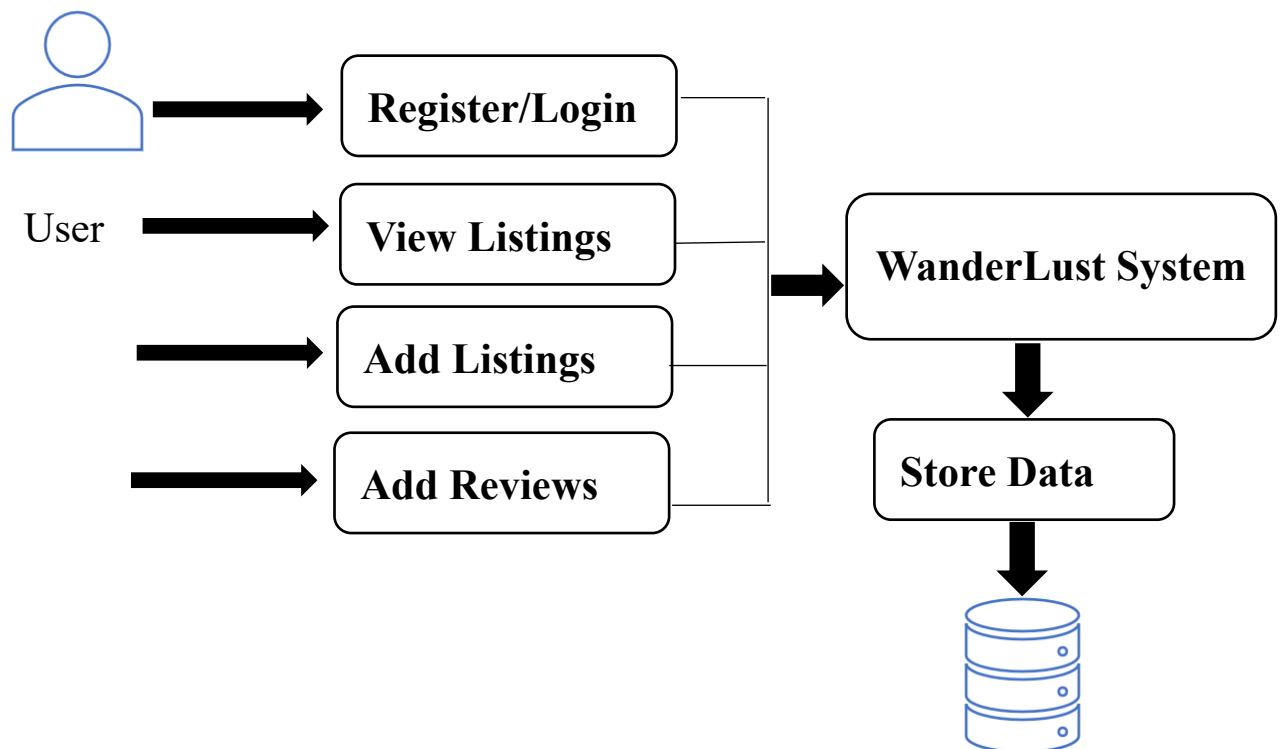 Register/Login
User
View Listings
WanderLust System
Add Listings
Store Data
Add Reviews